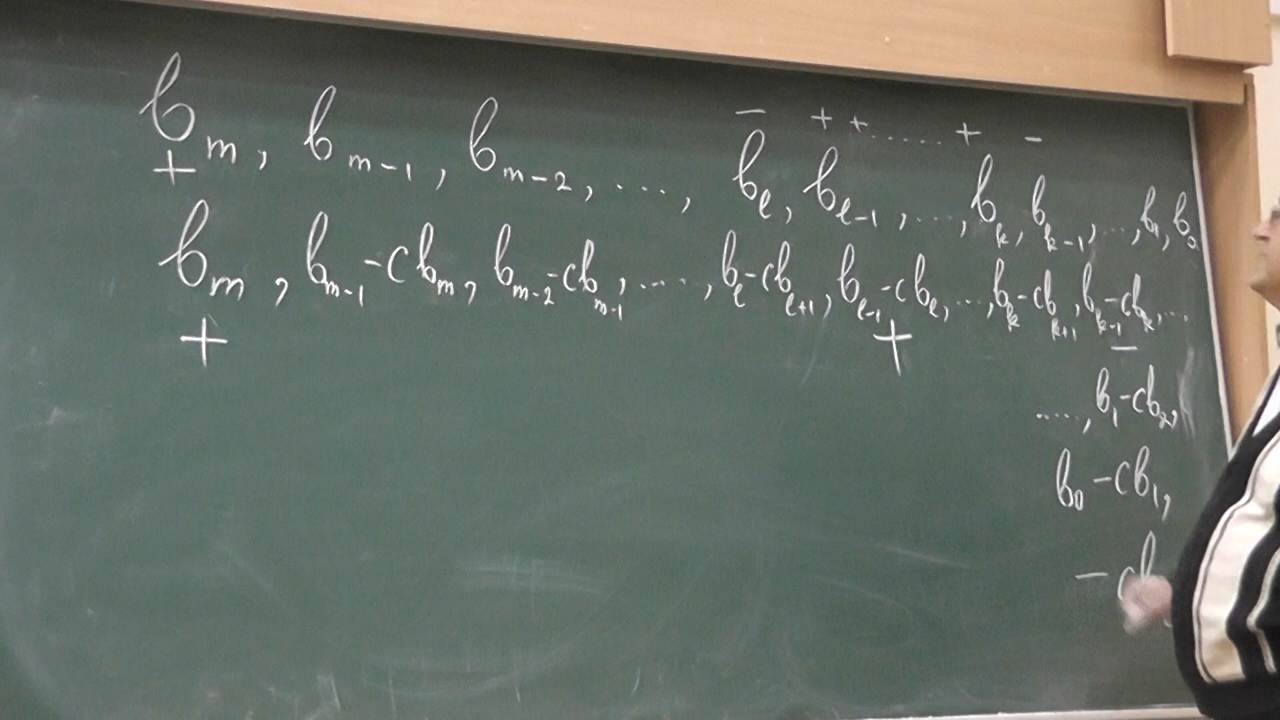 − + + ..... + −
b_m, b_{m-1}, b_{m-2}, ..., b_ℓ, b_{ℓ-1}, ..., b_k, b_{k-1}, ..., b_1, b_0
+
b_m, b_{m-1}-cb_m, b_{m-2}-cb_{m-1}, ...., b_ℓ-cb_{ℓ+1}, b_{ℓ-1}-cb_ℓ, ..., b_k-cb_{k+1}, b_{k-1}-cb_k, ...
+ + −
....., b_1-cb_2,
b_0-cb_1,
-cb